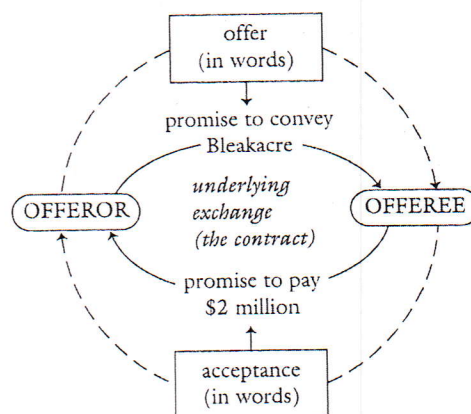 offer
(in words)
promise to convey
Bleakacre
OFFEROR
underlying
exchange
(the contract)
OFFEREE
promise to pay
$2 million
acceptance
(in words)